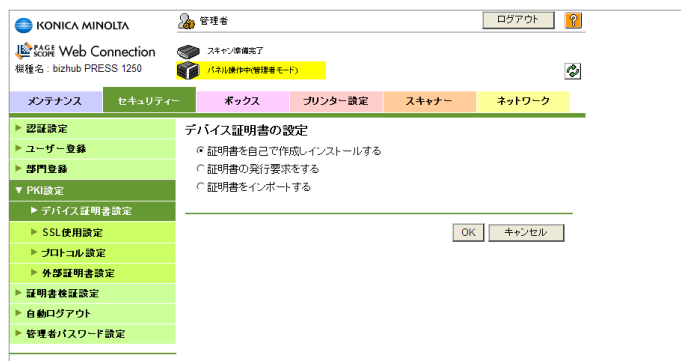 KONICA MINOLTA
管理者
ログアウト
?
PAGE SCOPE Web Connection
スキャン準備完了
機種名 : bizhub PRESS 1250
パネル操作中(管理者モード)
メンテナンス
セキュリティー
ボックス
プリンター設定
スキャナー
ネットワーク
認証設定
ユーザー登録
部門登録
PKI設定
デバイス証明書設定
SSL使用設定
プロトコル設定
外部証明書設定
証明書検証設定
自動ログアウト
管理者パスワード設定
デバイス証明書の設定
証明書を自己で作成しインストールする
証明書の発行要求をする
証明書をインポートする
OK
キャンセル